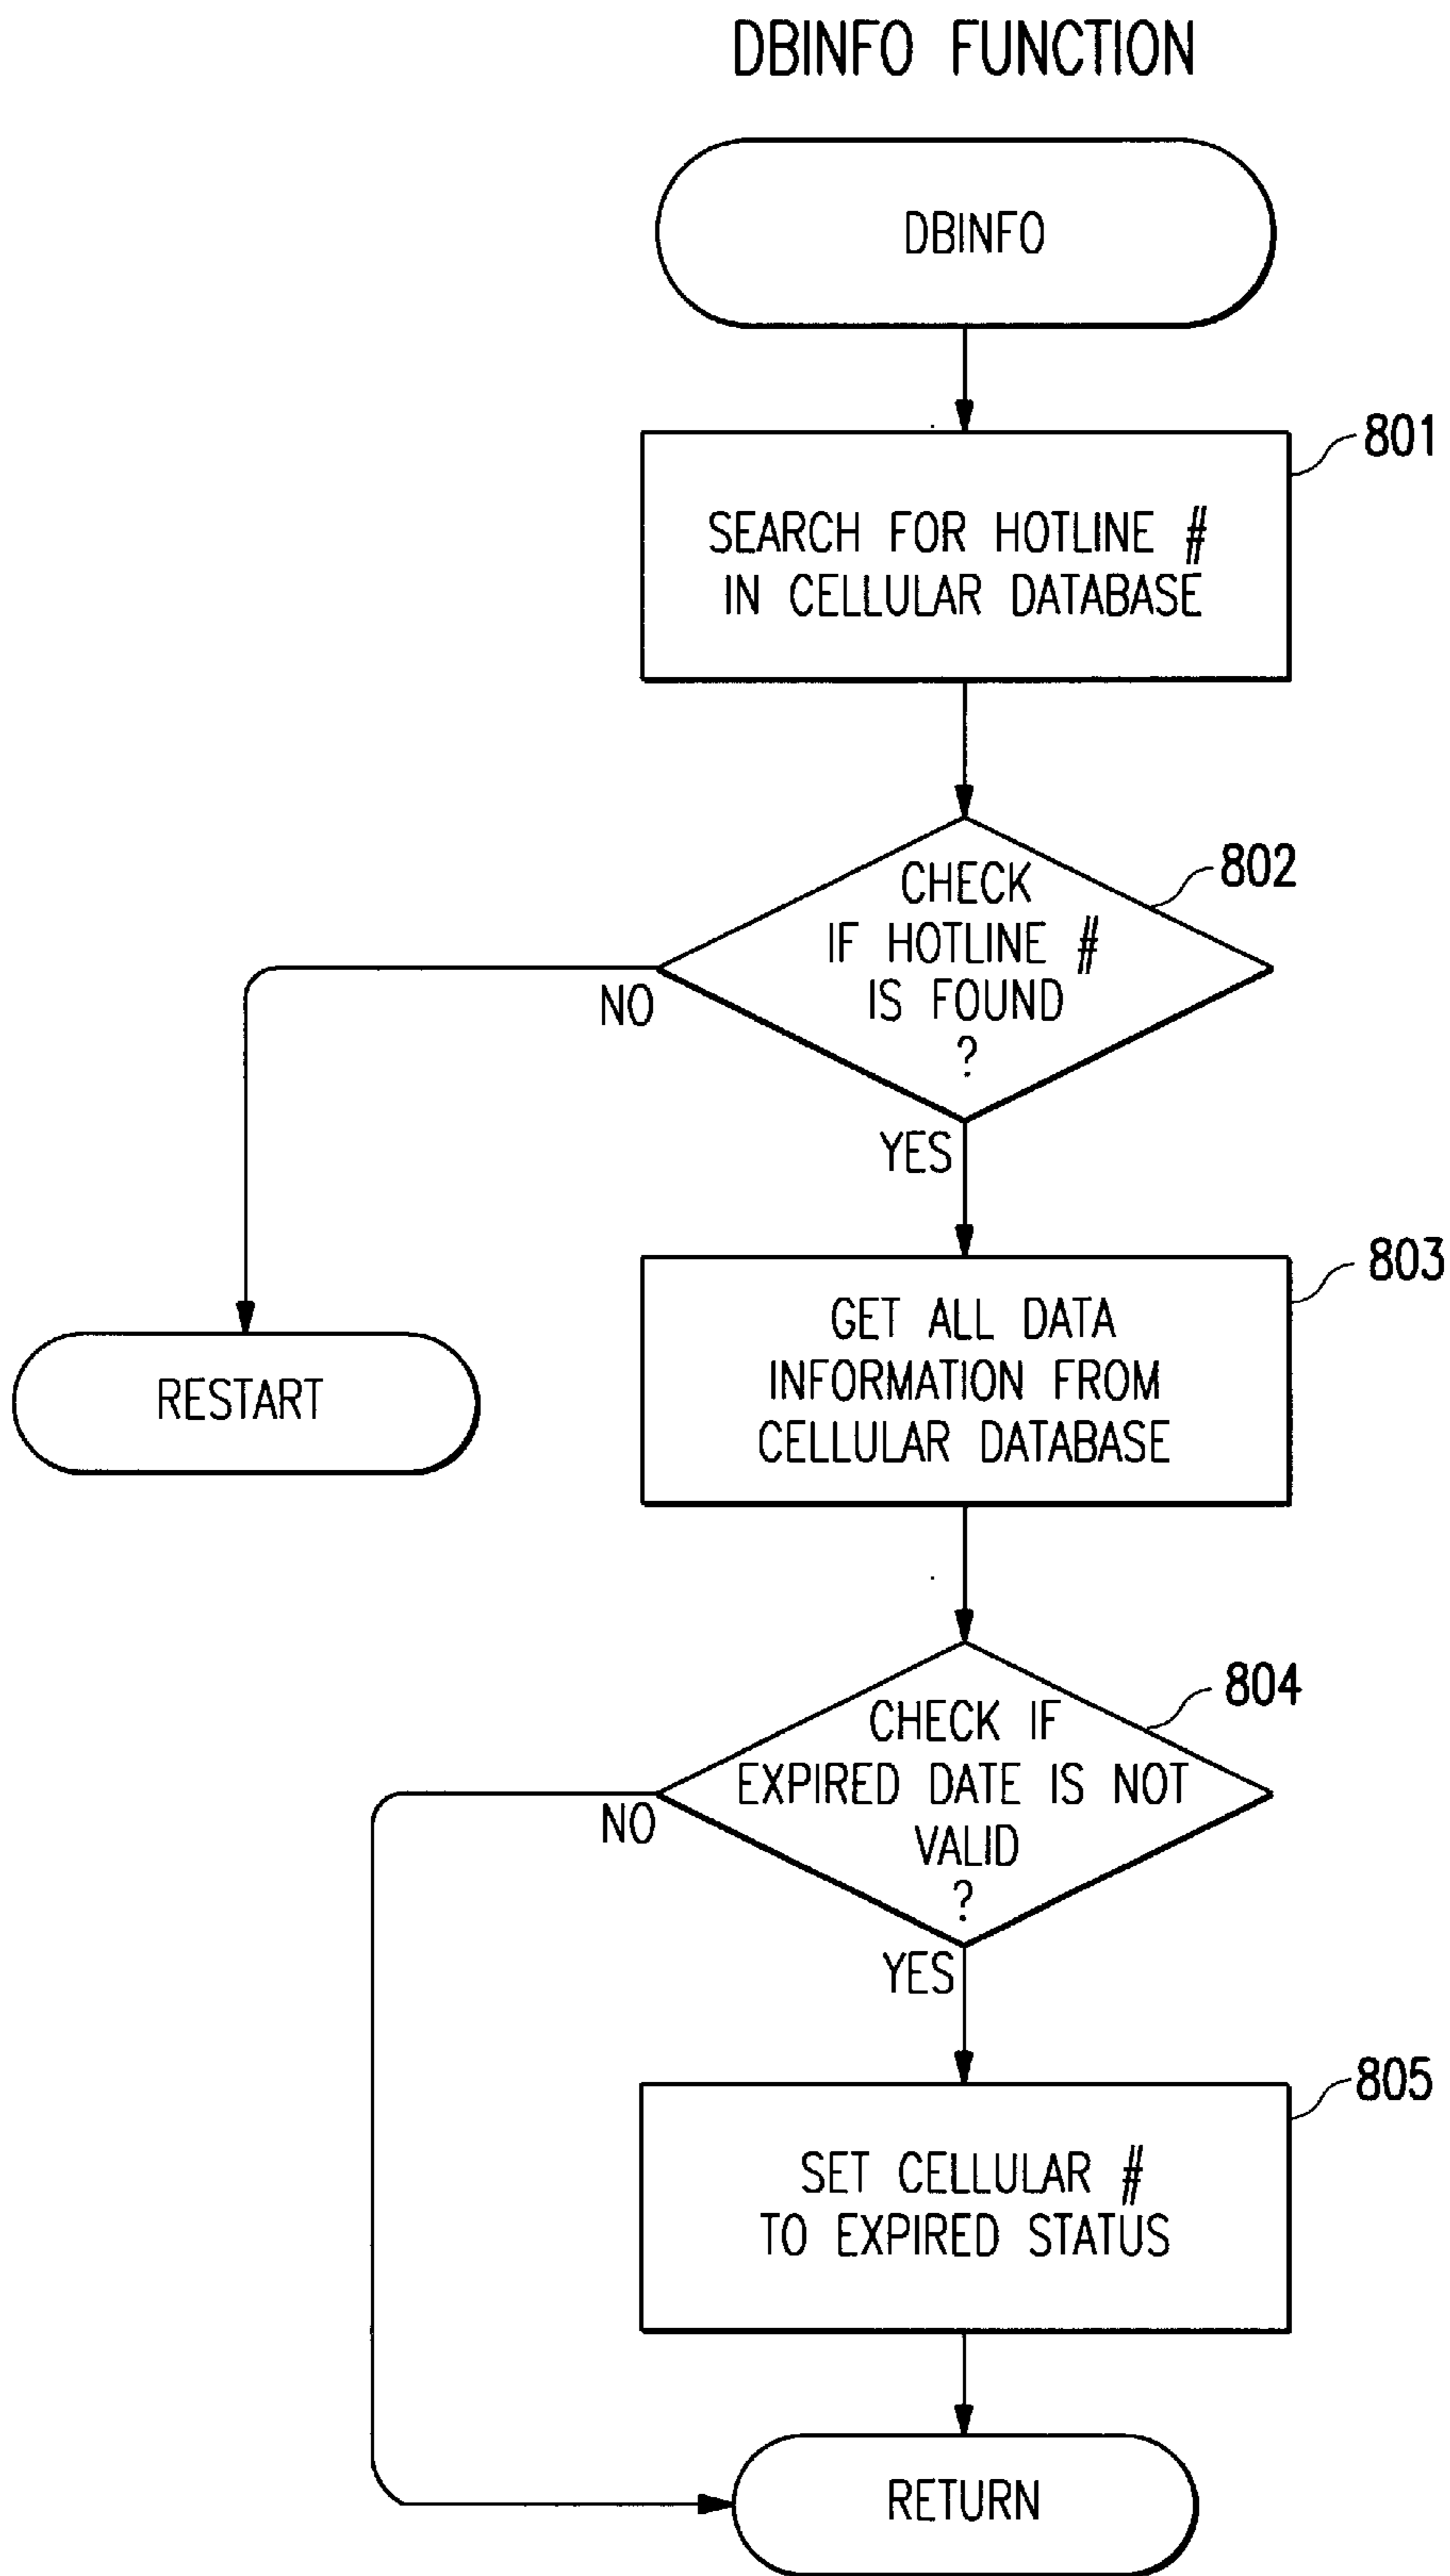 DBINFO FUNCTION
DBINFO
801
SEARCH FOR HOTLINE #
IN CELLULAR DATABASE
802
CHECK
IF HOTLINE #
IS FOUND
?
NO
YES
803
GET ALL DATA
INFORMATION FROM
CELLULAR DATABASE
RESTART
804
CHECK IF
EXPIRED DATE IS NOT
VALID
?
NO
YES
805
SET CELLULAR #
TO EXPIRED STATUS
RETURN